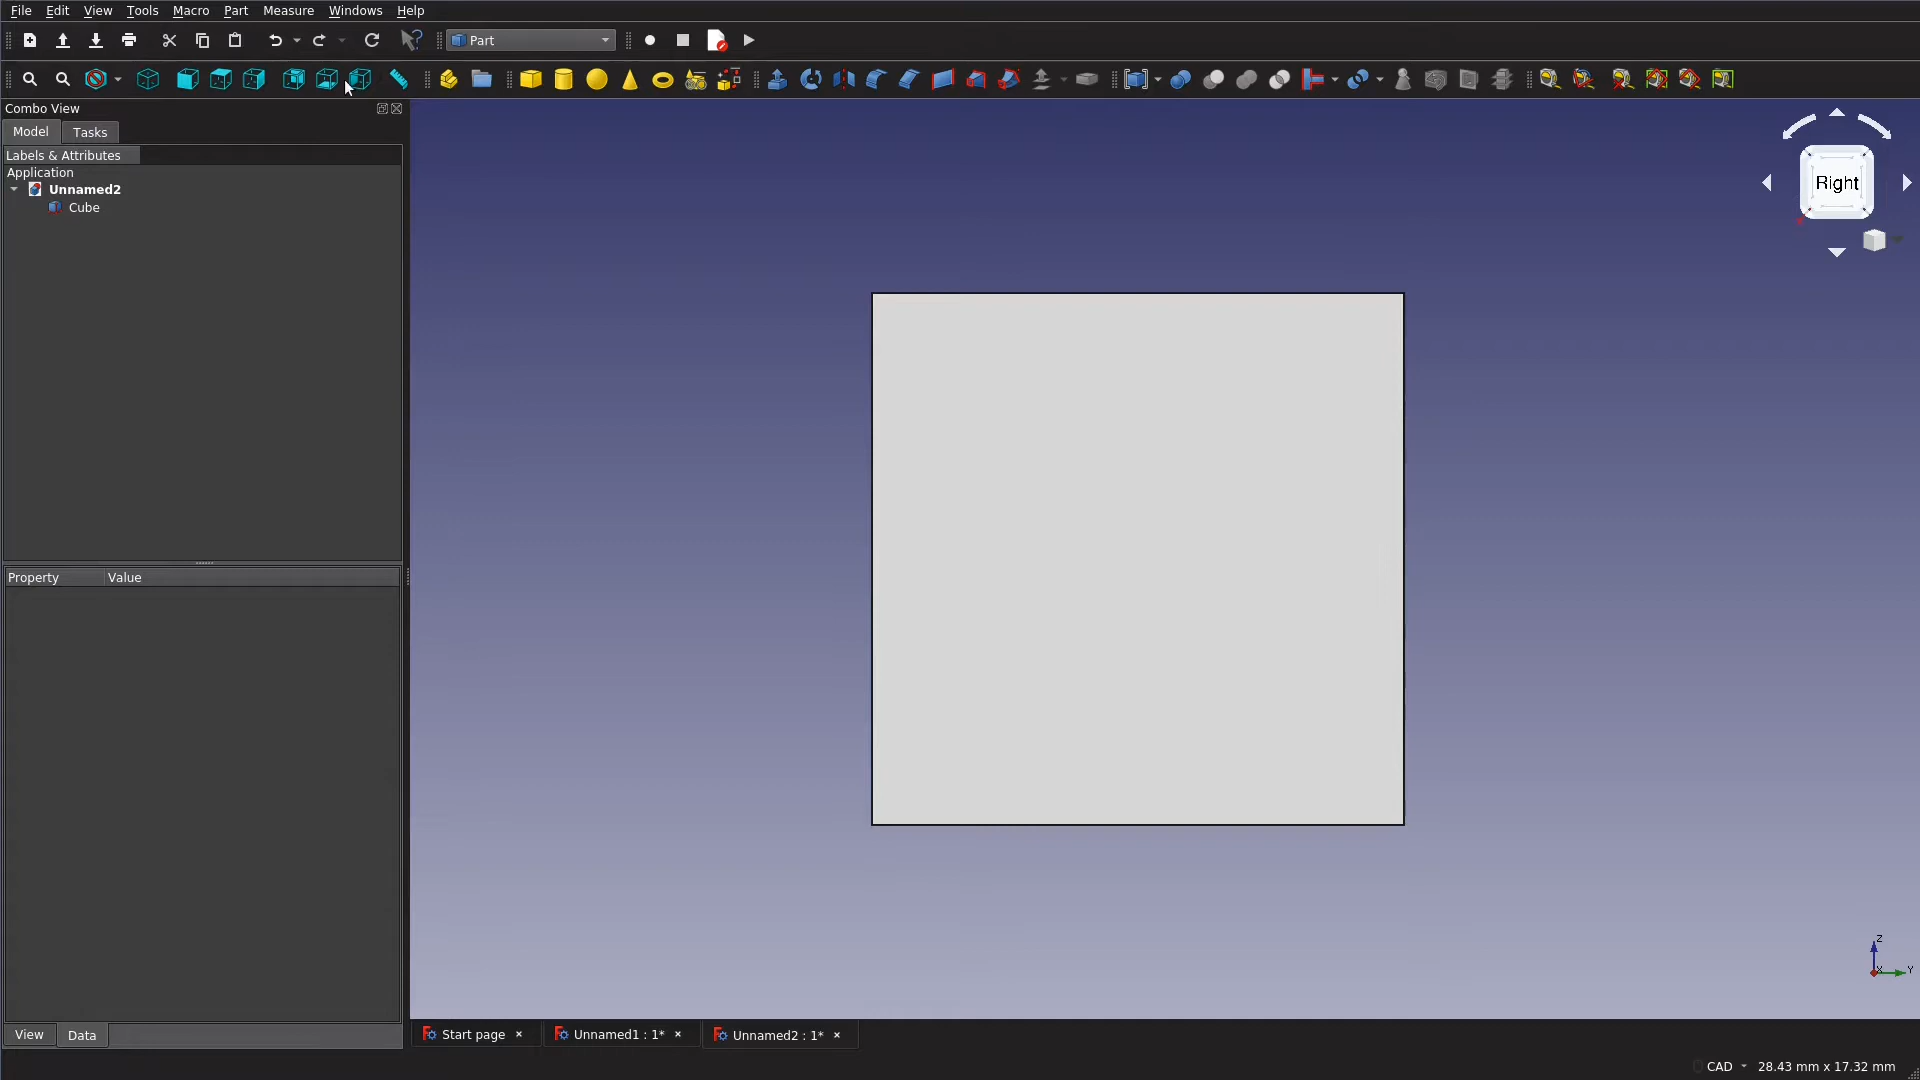 File Edit View Tools Macro Part Measure Windows Help
Part
Combo View
Model Tasks
Labels & Attributes
Application
Unnamed2
Cube
Right
Property Value
Z
X Y
View Data
Start page Unnamed1 : 1* Unnamed2 : 1*
CAD 28.43 mm x 17.32 mm